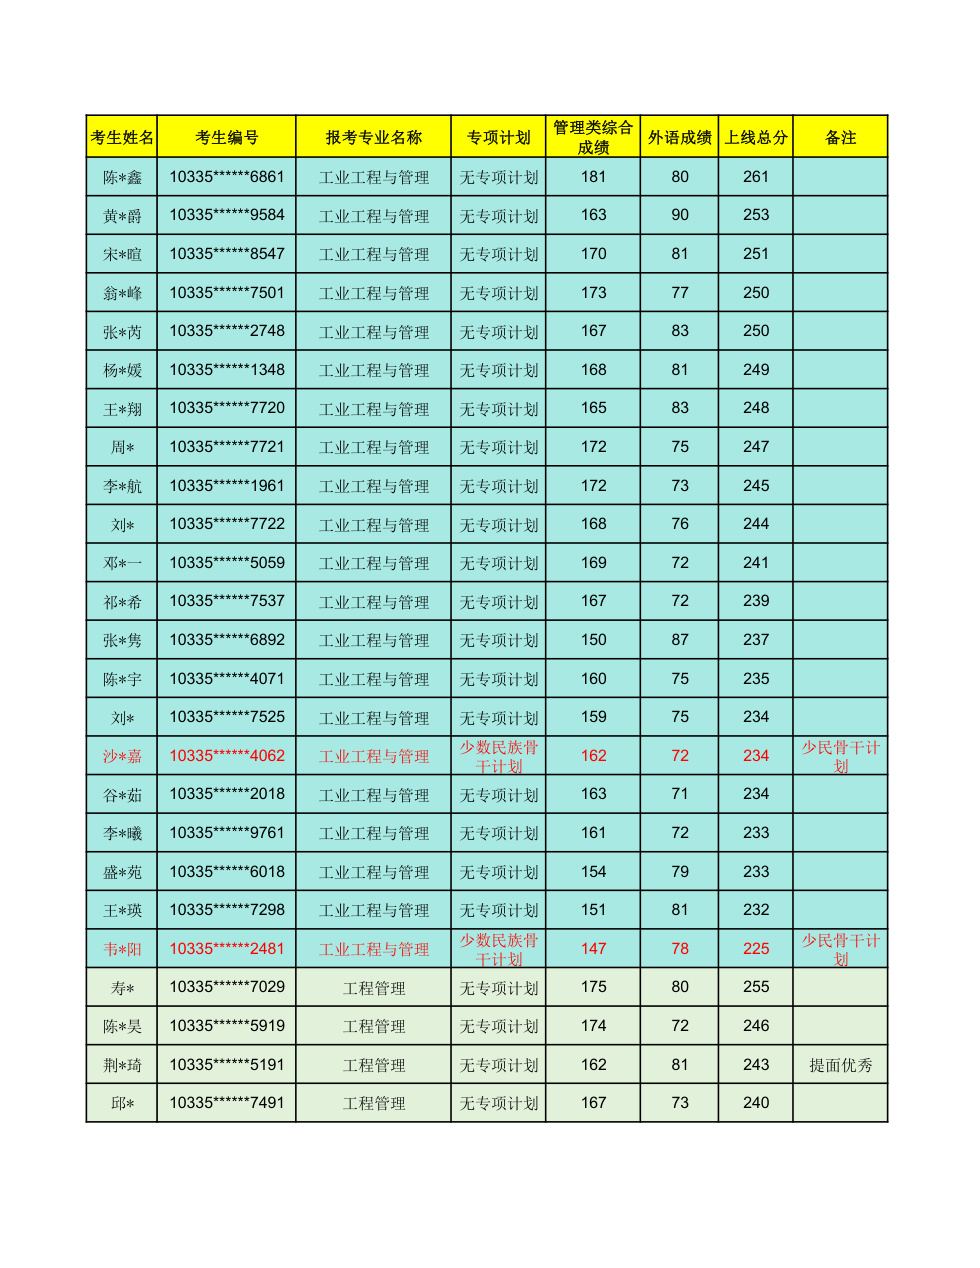 考生姓名 考生编号 报考专业名称 专项计划 管理类综合成绩 外语成绩 上线总分 备注
陈*鑫 10335******6861 工业工程与管理 无专项计划 181 80 261
黄*爵 10335******9584 工业工程与管理 无专项计划 163 90 253
宋*暄 10335******8547 工业工程与管理 无专项计划 170 81 251
翁*峰 10335******7501 工业工程与管理 无专项计划 173 77 250
张*芮 10335******2748 工业工程与管理 无专项计划 167 83 250
杨*媛 10335******1348 工业工程与管理 无专项计划 168 81 249
王*翔 10335******7720 工业工程与管理 无专项计划 165 83 248
周* 10335******7721 工业工程与管理 无专项计划 172 75 247
李*航 10335******1961 工业工程与管理 无专项计划 172 73 245
刘* 10335******7722 工业工程与管理 无专项计划 168 76 244
邓*一 10335******5059 工业工程与管理 无专项计划 169 72 241
祁*希 10335******7537 工业工程与管理 无专项计划 167 72 239
张*隽 10335******6892 工业工程与管理 无专项计划 150 87 237
陈*宇 10335******4071 工业工程与管理 无专项计划 160 75 235
刘* 10335******7525 工业工程与管理 无专项计划 159 75 234
沙*嘉 10335******4062 工业工程与管理 少数民族骨干计划 162 72 234 少民骨干计划
谷*茹 10335******2018 工业工程与管理 无专项计划 163 71 234
李*曦 10335******9761 工业工程与管理 无专项计划 161 72 233
盛*苑 10335******6018 工业工程与管理 无专项计划 154 79 233
王*瑛 10335******7298 工业工程与管理 无专项计划 151 81 232
韦*阳 10335******2481 工业工程与管理 少数民族骨干计划 147 78 225 少民骨干计划
寿* 10335******7029 工程管理 无专项计划 175 80 255
陈*昊 10335******5919 工程管理 无专项计划 174 72 246
荆*琦 10335******5191 工程管理 无专项计划 162 81 243 提面优秀
邱* 10335******7491 工程管理 无专项计划 167 73 240